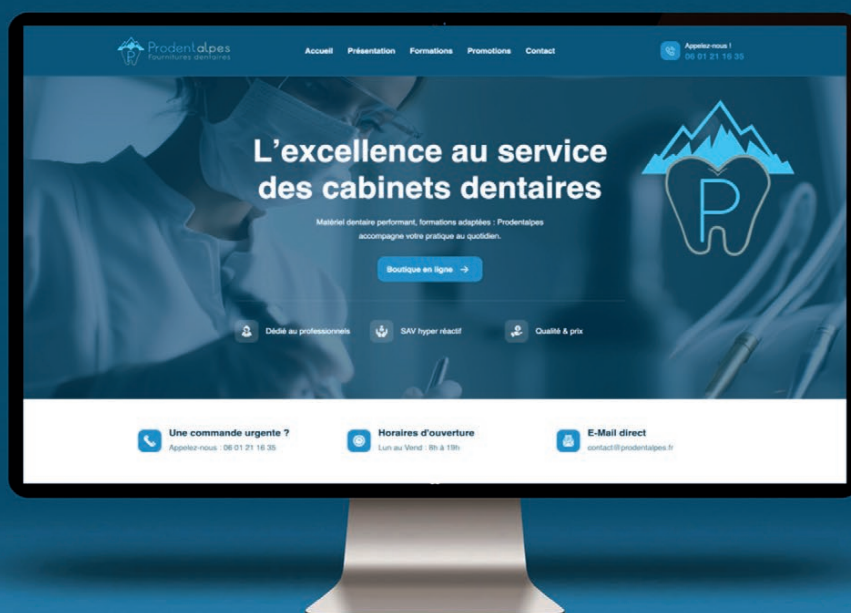 Prodentalpes
fournitures dentaires
Accueil Présentation Formations Promotions Contact
Appelez-nous !
06 01 21 16 35
L'excellence au service
des cabinets dentaires
Matériel dentaire performant, formations adaptées : Prodentalpes
accompagne votre pratique au quotidien.
Boutique en ligne →
Dédié au professionnels SAV hyper réactif Qualité & prix
P
Une commande urgente ?
Appelez-nous : 06 01 21 16 35
Horaires d'ouverture
Lun au Vend : 8h à 19h
E-Mail direct
contact@prodentalpes.fr